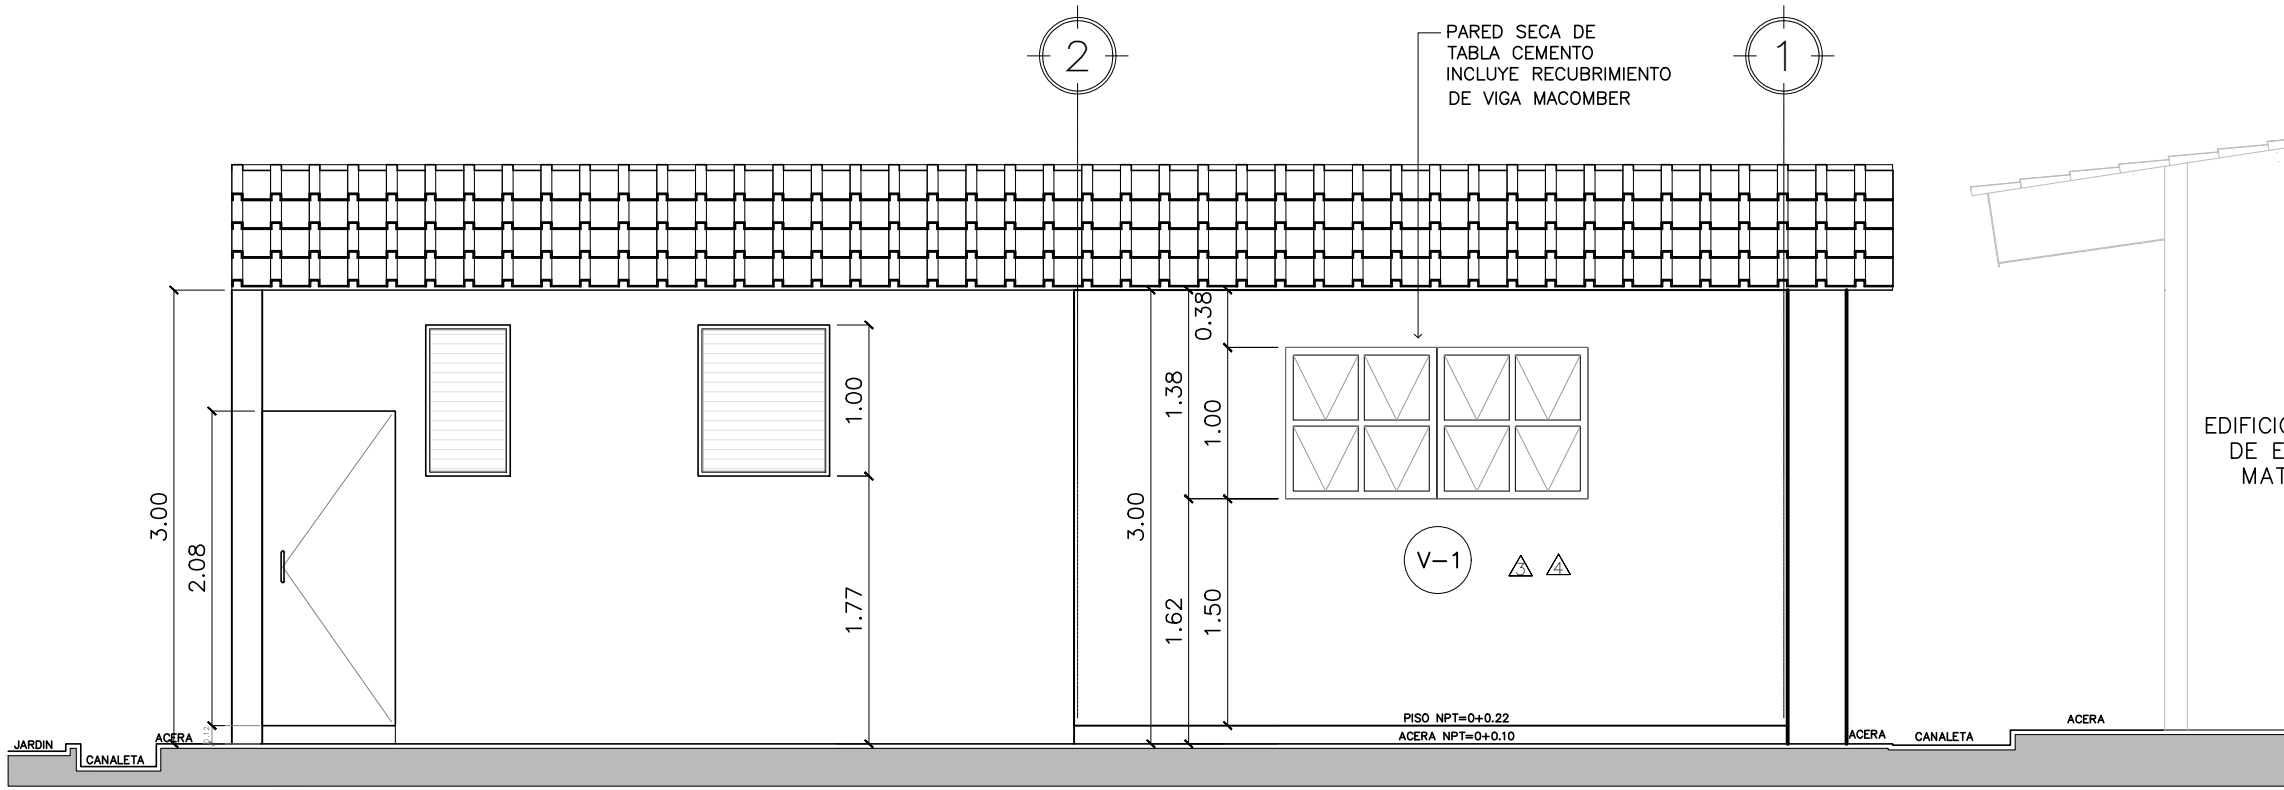 2
PARED SECA DE
TABLA CEMENTO
INCLUYE RECUBRIMIENTO
DE VIGA MACOMBER
1
0.38
1.38
1.00
1.00
3.00
2.08
3.00
1.77
1.62
1.50
V-1
3
4
EDIFICIO
DE E
MAT
PISO NPT=0+0.22
ACERA NPT=0+0.10
0.12
JARDIN
CANALETA
ACERA
ACERA
CANALETA
ACERA